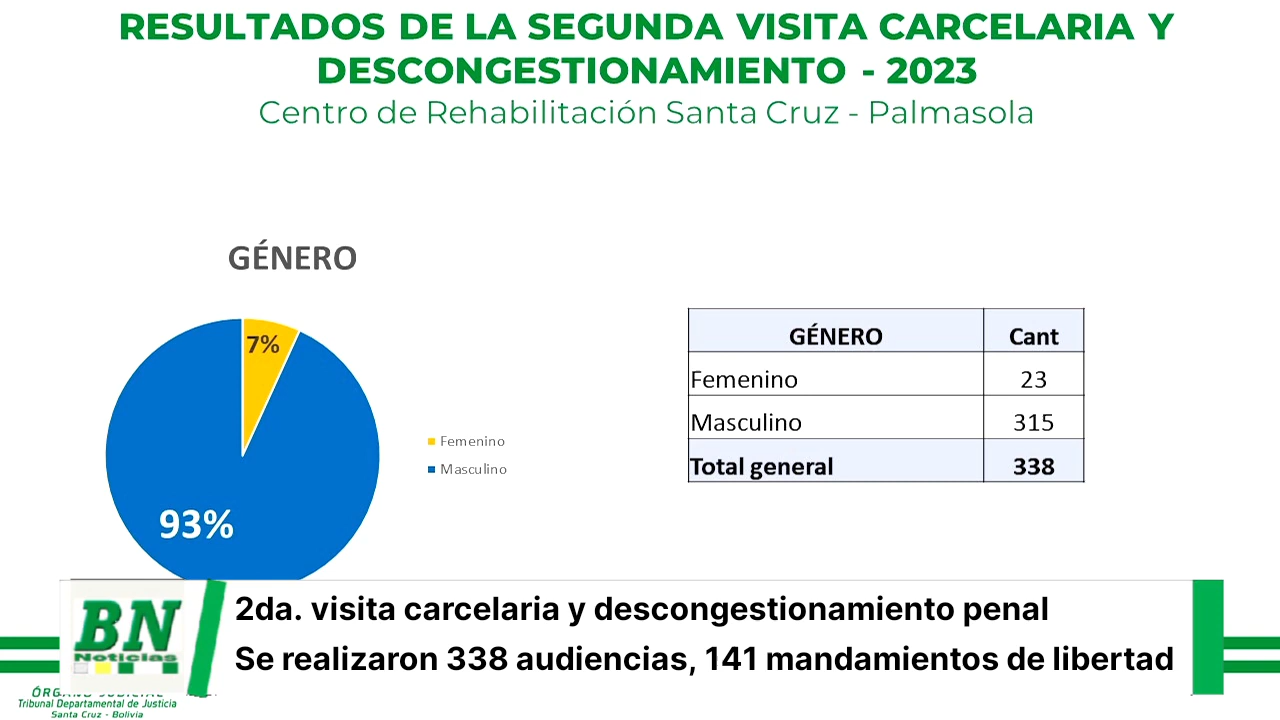 RESULTADOS DE LA SEGUNDA VISITA CARCELARIA Y
DESCONGESTIONAMIENTO - 2023
Centro de Rehabilitación Santa Cruz - Palmasola
GÉNERO
7%
93%
Femenino
Masculino
GÉNERO Cant
Femenino 23
Masculino 315
Total general 338
BN
Noticias
2da. visita carcelaria y descongestionamiento penal
Se realizaron 338 audiencias, 141 mandamientos de libertad
ÓRGANO JUDICIAL
Tribunal Departamental de Justicia
Santa Cruz - Bolivia